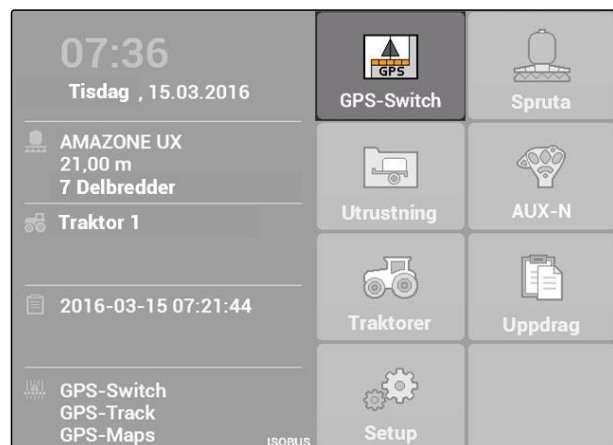 07:36
Tisdag , 15.03.2016
AMAZONE UX
21,00 m
7 Delbredder
Traktor 1
2016-03-15 07:21:44
GPS-Switch
GPS-Track
GPS-Maps
ISOBUS
GPS
GPS-Switch
Spruta
Utrustning
AUX-N
Traktorer
Uppdrag
Setup